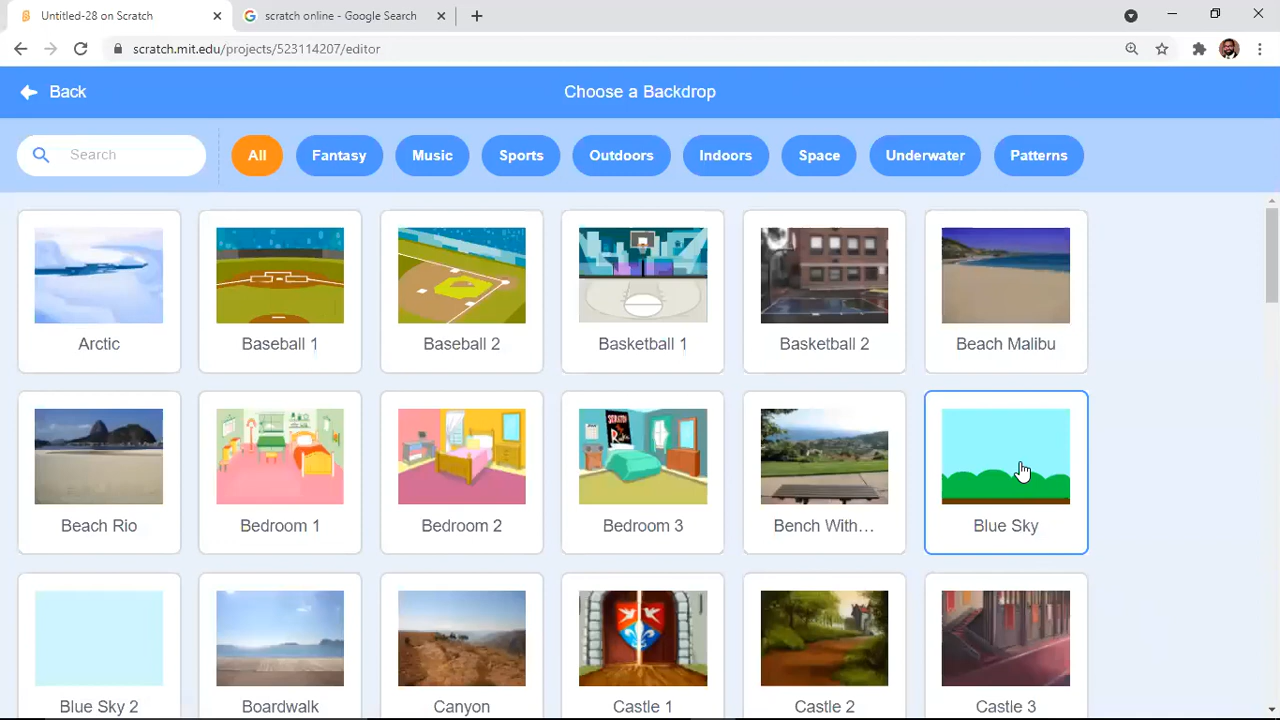 Untitled-28 on Scratch
scratch online - Google Search
scratch.mit.edu/projects/523114207/editor
Back
Choose a Backdrop
Search
All
Fantasy
Music
Sports
Outdoors
Indoors
Space
Underwater
Patterns
Arctic
Baseball 1
Baseball 2
Basketball 1
Basketball 2
Beach Malibu
Beach Rio
Bedroom 1
Bedroom 2
Bedroom 3
Bench With...
Blue Sky
Blue Sky 2
Boardwalk
Canyon
Castle 1
Castle 2
Castle 3